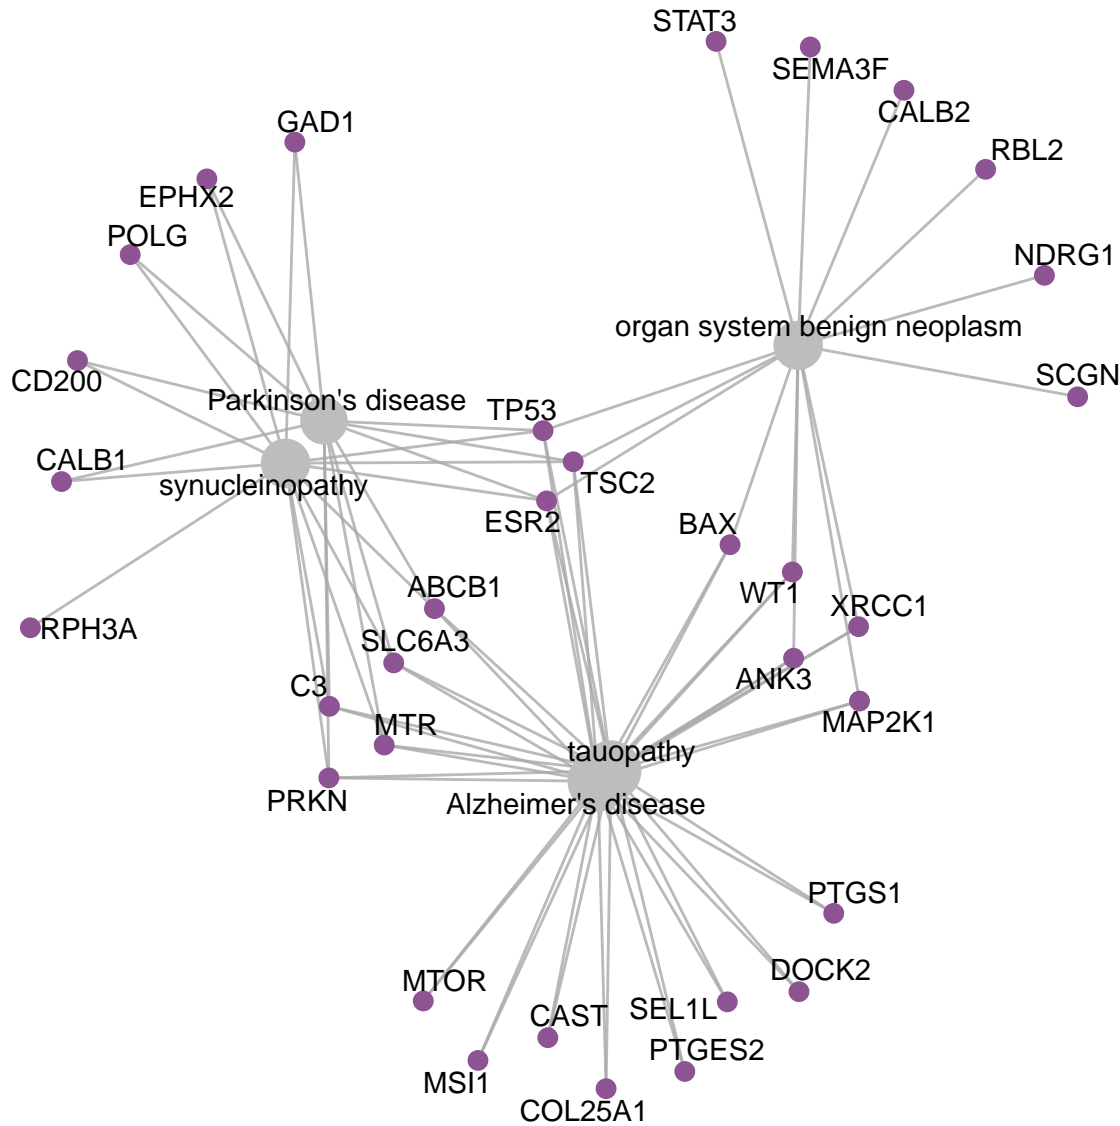 STAT3
SEMA3F
CALB2
GAD1
RBL2
EPHX2
POLG
NDRG1
organ system benign neoplasm
SCGN
CD200
Parkinson's disease
TP53
CALB1
synucleinopathy
TSC2
ESR2
BAX
ABCB1
WT1
XRCC1
RPH3A
SLC6A3
ANK3
C3
MTR
MAP2K1
tauopathy
PRKN
Alzheimer's disease
PTGS1
DOCK2
MTOR
SEL1L
CAST
PTGES2
MSI1
COL25A1